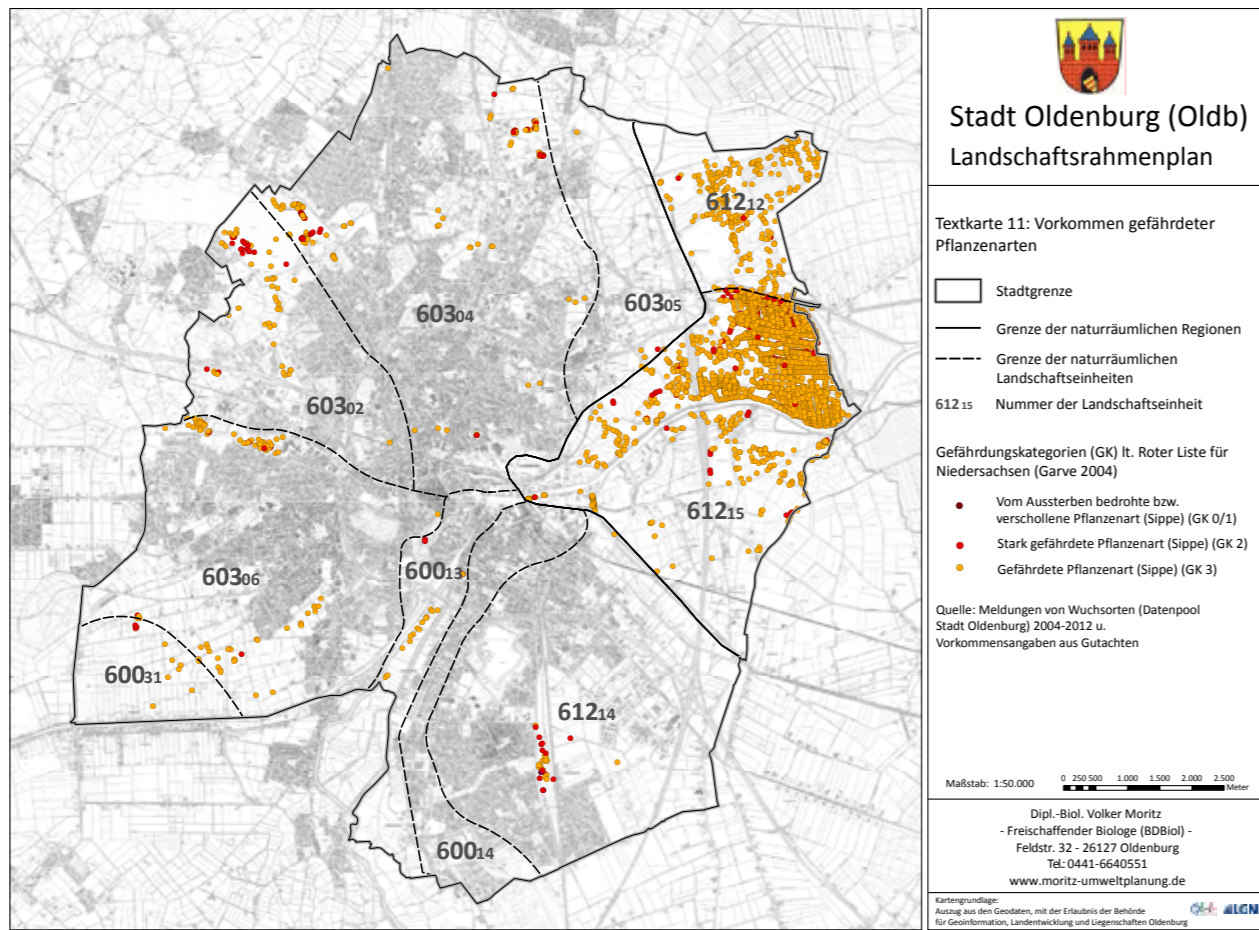 612 12
603 05
603 04
603 02
612 15
603 06
600 13
600 31
612 14
600 14
Stadt Oldenburg (Oldb)
Landschaftsrahmenplan
Textkarte 11: Vorkommen gefährdeter
Pflanzenarten
Stadtgrenze
Grenze der naturräumlichen Regionen
Grenze der naturräumlichen
Landschaftseinheiten
612 15 Nummer der Landschaftseinheit
Gefährdungskategorien (GK) lt. Roter Liste für
Niedersachsen (Garve 2004)
Vom Aussterben bedrohte bzw.
verschollene Pflanzenart (Sippe) (GK 0/1)
Stark gefährdete Pflanzenart (Sippe) (GK 2)
Gefährdete Pflanzenart (Sippe) (GK 3)
Quelle: Meldungen von Wuchsorten (Datenpool
Stadt Oldenburg) 2004-2012 u.
Vorkommensangaben aus Gutachten
Maßstab: 1:50.000
0 250 500 1.000 1.500 2.000 2.500
Meter
Dipl.-Biol. Volker Moritz
- Freischaffender Biologe (BDBiol) -
Feldstr. 32 - 26127 Oldenburg
Tel.: 0441-6640551
www.moritz-umweltplanung.de
Kartengrundlage:
Auszug aus den Geodaten, mit der Erlaubnis der Behörde
für Geoinformation, Landentwicklung und Liegenschaften Oldenburg
LGN